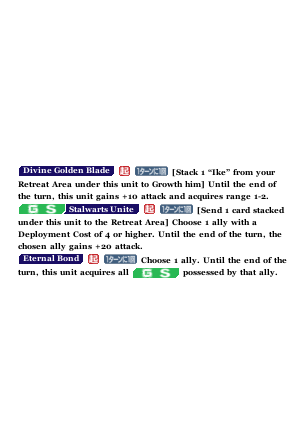 Divine Golden Blade 起 1ターンに1回 [Stack 1 “Ike” from your
Retreat Area under this unit to Growth him] Until the end of
the turn, this unit gains +10 attack and acquires range 1-2.
G S Stalwarts Unite 起 1ターンに1回 [Send 1 card stacked
under this unit to the Retreat Area] Choose 1 ally with a
Deployment Cost of 4 or higher. Until the end of the turn, the
chosen ally gains +20 attack.
Eternal Bond 起 1ターンに1回 Choose 1 ally. Until the end of the
turn, this unit acquires all G S possessed by that ally.